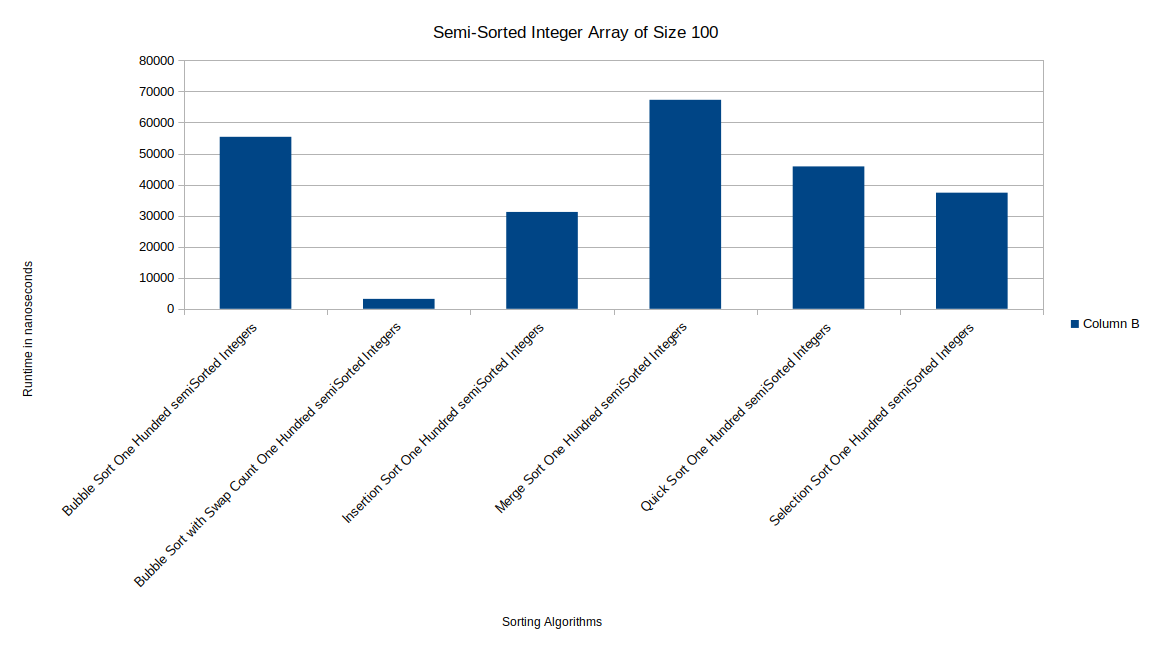 Semi-Sorted Integer Array of Size 100
80000
70000
60000
50000
40000
30000
20000
10000
0
Runtime in nanoseconds
Bubble Sort One Hundred semiSorted Integers
Bubble Sort with Swap Count One Hundred semiSorted Integers
Insertion Sort One Hundred semiSorted Integers
Merge Sort One Hundred semiSorted Integers
Quick Sort One Hundred semiSorted Integers
Selection Sort One Hundred semiSorted Integers
Column B
Sorting Algorithms